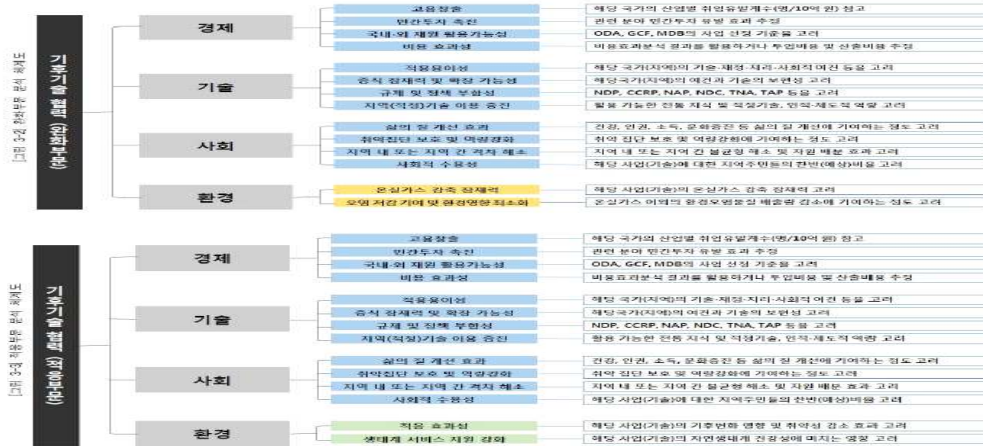 [그림 3-2] 완화부문 분석 체계도
기후기술 협력 (완화부문)
경제
고용창출
해당 국가의 산업별 취업유발계수(명/10억 원) 참고
민간투자 촉진
관련 분야 민간투자 유발 효과 추정
국내·외 재원 활용가능성
ODA, GCF, MDB의 사업 선정 기준을 고려
비용 효과성
비용효과분석 결과를 활용하거나 투입비용 및 산출비용 추정
기술
적용용이성
해당 국가(지역)의 기술·재정·지리·사회적 여건 등을 고려
증식 잠재력 및 확장 가능성
해당국가(지역)의 여건과 기술의 보편성 고려
규제 및 정책 부합성
NDP, CCRP, NAP, NDC, TNA, TAP 등을 고려
지역(적정)기술 이용 증진
활용 가능한 전통 지식 및 적정기술, 인적·제도적 역량 고려
사회
삶의 질 개선 효과
건강, 인권, 소득, 문화증진 등 삶의 질 개선에 기여하는 정도 고려
취약집단 보호 및 역량강화
취약 집단 보호 및 역량강화에 기여하는 정도 고려
지역 내 또는 지역 간 격차 해소
지역 내 또는 지역 간 불균형 해소 및 자원 배분 효과 고려
사회적 수용성
해당 사업(기술)에 대한 지역주민들의 찬반(예상)비율 고려
환경
온실가스 감축 잠재력
해당 사업(기술)의 온실가스 감축 잠재력 고려
오염 저감 기여 및 환경영향 최소화
온실가스 이외의 환경오염물질 배출량 감소에 기여하는 정도 고려
[그림 3-3] 적응부문 분석 체계도
기후기술 협력 (적응부문)
경제
고용창출
해당 국가의 산업별 취업유발계수(명/10억 원) 참고
민간투자 촉진
관련 분야 민간투자 유발 효과 추정
국내·외 재원 활용가능성
ODA, GCF, MDB의 사업 선정 기준을 고려
비용 효과성
비용효과분석 결과를 활용하거나 투입비용 및 산출비용 추정
기술
적용용이성
해당 국가(지역)의 기술·재정·지리·사회적 여건 등을 고려
증식 잠재력 및 확장 가능성
해당국가(지역)의 여건과 기술의 보편성 고려
규제 및 정책 부합성
NDP, CCRP, NAP, NDC, TNA, TAP 등을 고려
지역(적정)기술 이용 증진
활용 가능한 전통 지식 및 적정기술, 인적·제도적 역량 고려
사회
삶의 질 개선 효과
건강, 인권, 소득, 문화증진 등 삶의 질 개선에 기여하는 정도 고려
취약집단 보호 및 역량강화
취약 집단 보호 및 역량강화에 기여하는 정도 고려
지역 내 또는 지역 간 격차 해소
지역 내 또는 지역 간 불균형 해소 및 자원 배분 효과 고려
사회적 수용성
해당 사업(기술)에 대한 지역주민들의 찬반(예상)비율 고려
환경
적응 효과성
해당 사업(기술)의 기후변화 영향 및 취약성 감소 효과 고려
생태계 서비스 지원 강화
해당 사업(기술)의 자연생태계 건강성에 미치는 영향 고려